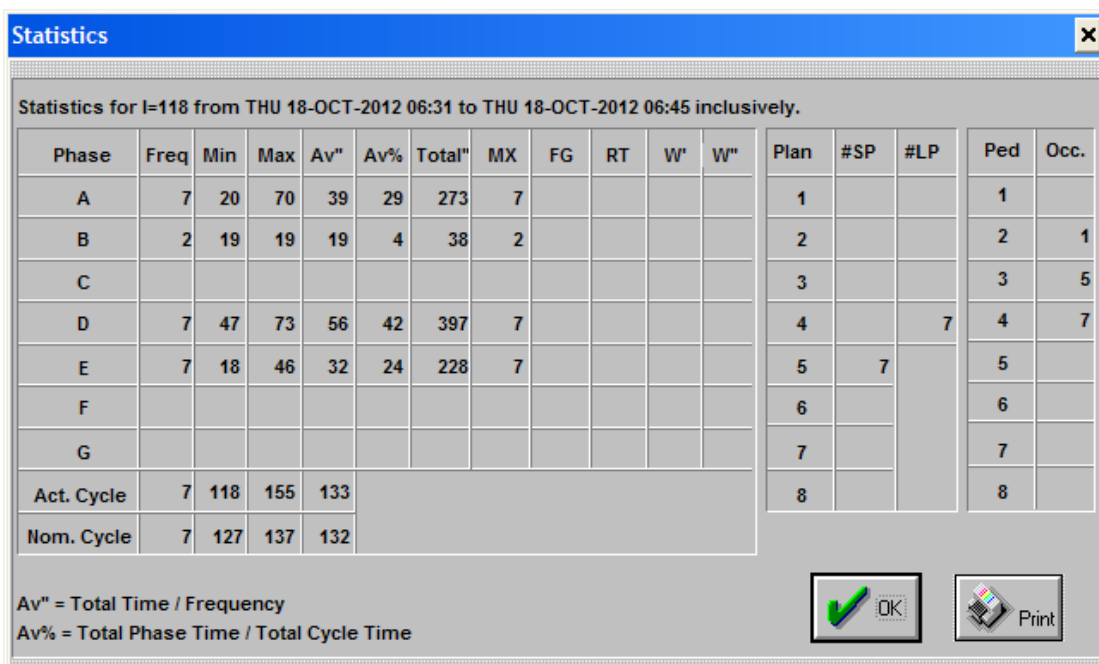 Statistics
Statistics for I=118 from THU 18-OCT-2012 06:31 to THU 18-OCT-2012 06:45 inclusively.
Phase Freq Min Max Av" Av% Total" MX FG RT W' W" Plan #SP #LP Ped Occ.
A 7 20 70 39 29 273 7 1 1
B 2 19 19 19 4 38 2 2 2 1
C 3 3 5
D 7 47 73 56 42 397 7 4 7 4 7
E 7 18 46 32 24 228 7 5 7 5
F 6 6
G 7 7
Act. Cycle 7 118 155 133 8 8
Nom. Cycle 7 127 137 132
Av" = Total Time / Frequency
Av% = Total Phase Time / Total Cycle Time
OK Print